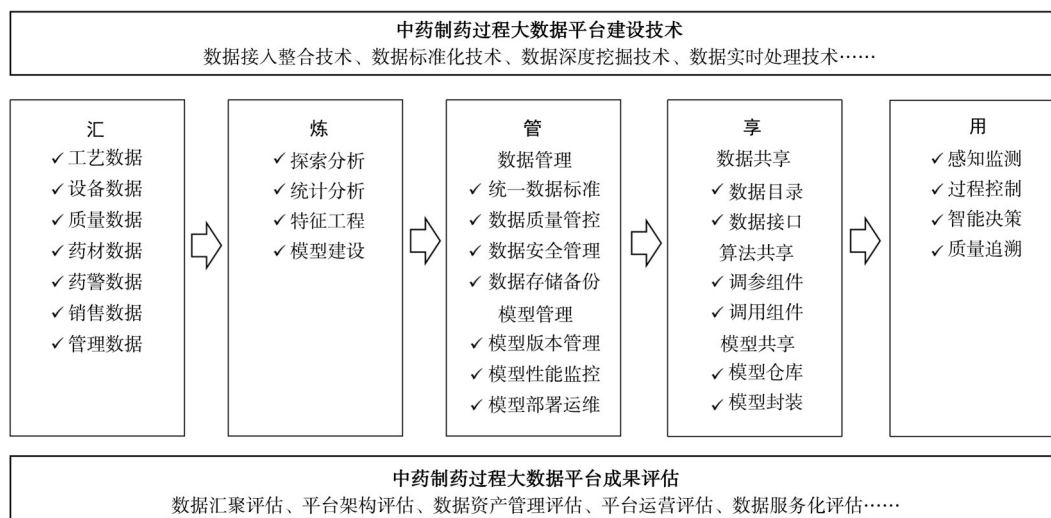 中药制药过程大数据平台建设技术
数据接入整合技术、数据标准化技术、数据深度挖掘技术、数据实时处理技术……
汇
✓ 工艺数据
✓ 设备数据
✓ 质量数据
✓ 药材数据
✓ 药警数据
✓ 销售数据
✓ 管理数据
炼
✓ 探索分析
✓ 统计分析
✓ 特征工程
✓ 模型建设
管
数据管理
✓ 统一数据标准
✓ 数据质量管控
✓ 数据安全管理
✓ 数据存储备份
模型管理
✓ 模型版本管理
✓ 模型性能监控
✓ 模型部署运维
享
数据共享
✓ 数据目录
✓ 数据接口
算法共享
✓ 调参组件
✓ 调用组件
模型共享
✓ 模型仓库
✓ 模型封装
用
✓ 感知监测
✓ 过程控制
✓ 智能决策
✓ 质量追溯
中药制药过程大数据平台成果评估
数据汇聚评估、平台架构评估、数据资产管理评估、平台运营评估、数据服务化评估……